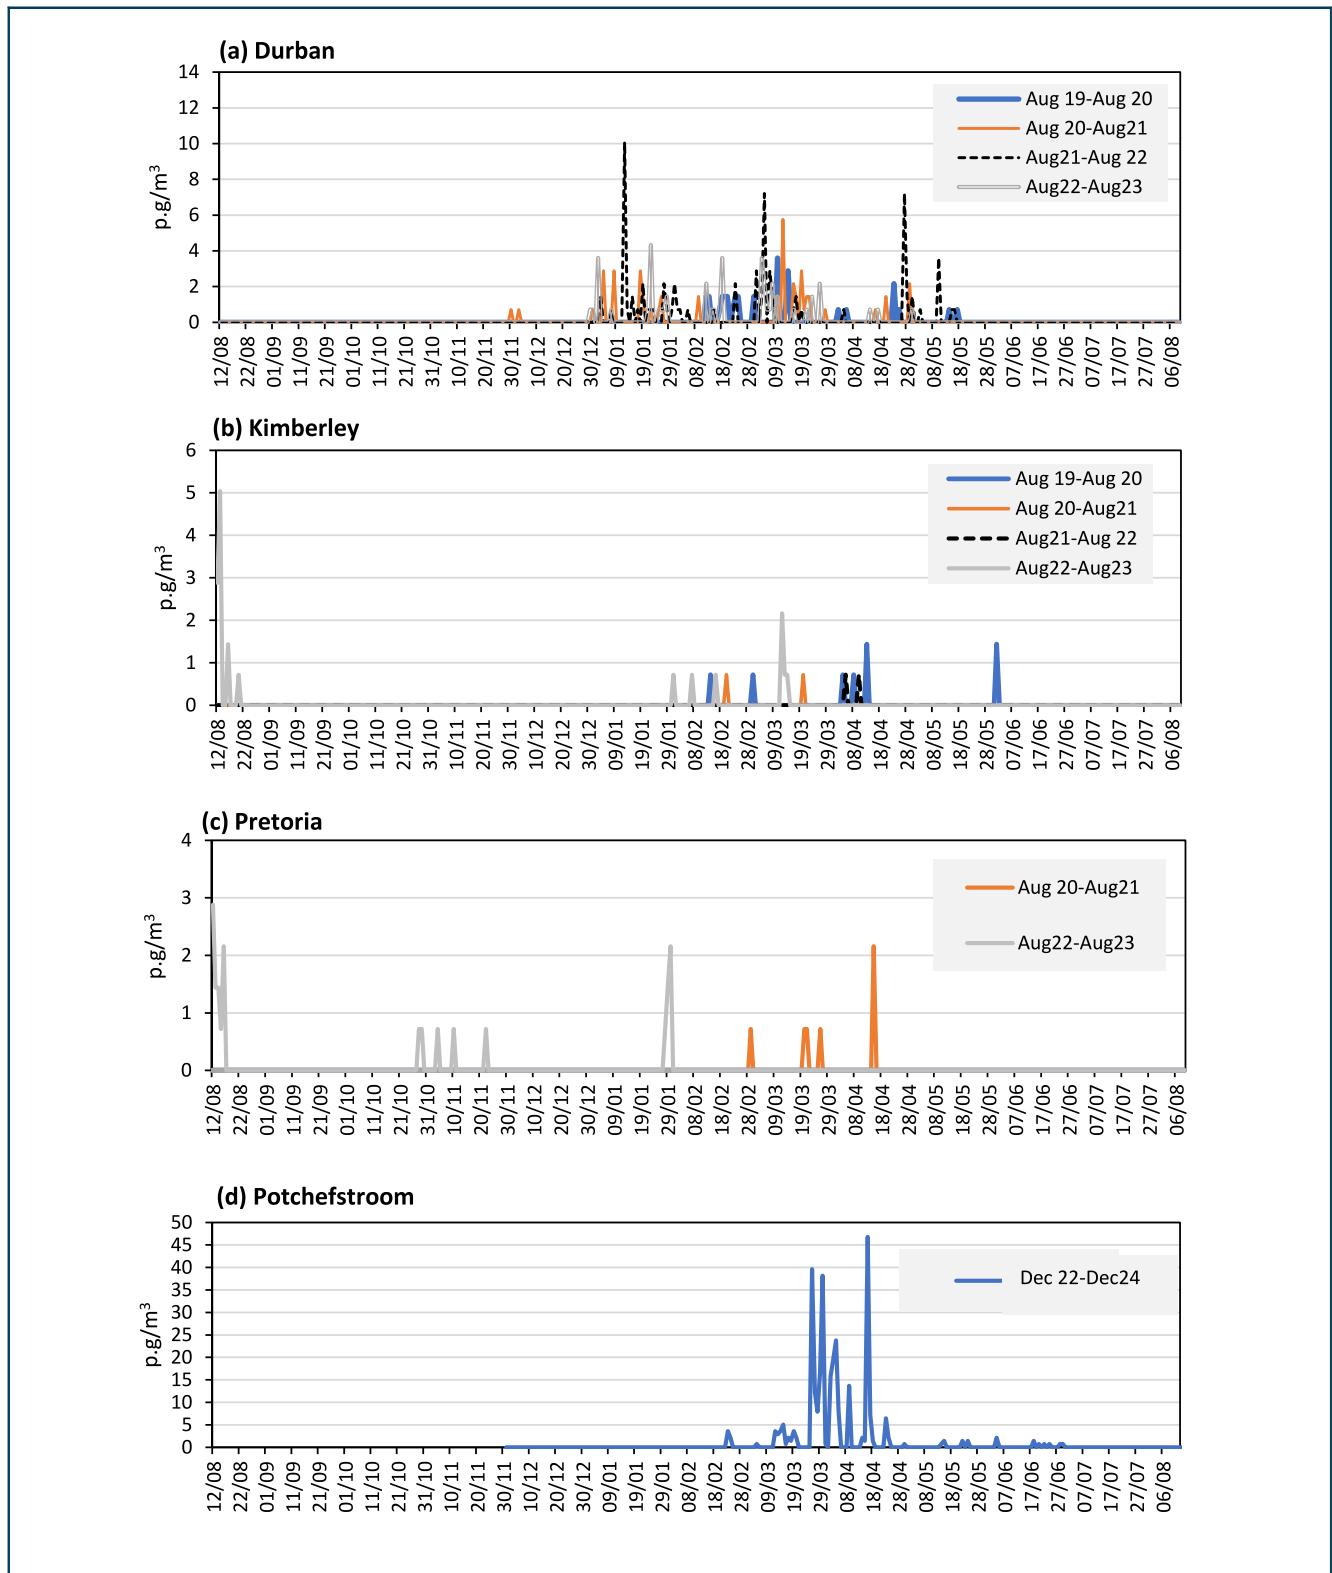 (a) Durban
14
12
10
8
6
4
2
0
p.g/m³
Aug 19-Aug 20
Aug 20-Aug21
Aug21-Aug 22
Aug22-Aug23
12/08 22/08 01/09 11/09 21/09 01/10 11/10 21/10 31/10 10/11 20/11 30/11 10/12 20/12 30/12 09/01 19/01 29/01 08/02 18/02 28/02 09/03 19/03 29/03 08/04 18/04 28/04 08/05 18/05 28/05 07/06 17/06 27/06 07/07 17/07 27/07 06/08
(b) Kimberley
6
5
4
3
2
1
0
p.g/m³
Aug 19-Aug 20
Aug 20-Aug21
Aug21-Aug 22
Aug22-Aug23
12/08 22/08 01/09 11/09 21/09 01/10 11/10 21/10 31/10 10/11 20/11 30/11 10/12 20/12 30/12 09/01 19/01 29/01 08/02 18/02 28/02 09/03 19/03 29/03 08/04 18/04 28/04 08/05 18/05 28/05 07/06 17/06 27/06 07/07 17/07 27/07 06/08
(c) Pretoria
4
3
2
1
0
p.g/m³
Aug 20-Aug21
Aug22-Aug23
12/08 22/08 01/09 11/09 21/09 01/10 11/10 21/10 31/10 10/11 20/11 30/11 10/12 20/12 30/12 09/01 19/01 29/01 08/02 18/02 28/02 09/03 19/03 29/03 08/04 18/04 28/04 08/05 18/05 28/05 07/06 17/06 27/06 07/07 17/07 27/07 06/08
(d) Potchefstroom
50
45
40
35
30
25
20
15
10
5
0
p.g/m³
Dec 22-Dec24
12/08 22/08 01/09 11/09 21/09 01/10 11/10 21/10 31/10 10/11 20/11 30/11 10/12 20/12 30/12 09/01 19/01 29/01 08/02 18/02 28/02 09/03 19/03 29/03 08/04 18/04 28/04 08/05 18/05 28/05 07/06 17/06 27/06 07/07 17/07 27/07 06/08